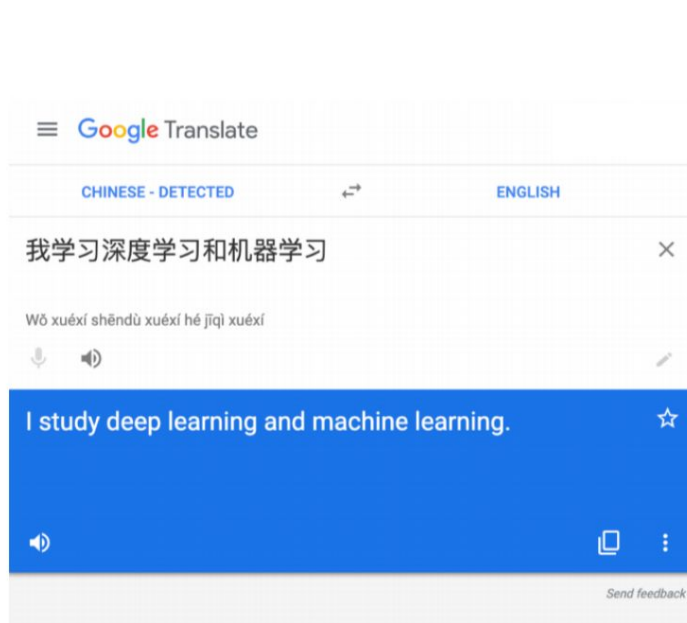 Google Translate
CHINESE - DETECTED
ENGLISH
我学习深度学习和机器学习
Wǒ xuéxí shēndù xuéxí hé jīqì xuéxí
I study deep learning and machine learning.
Send feedback